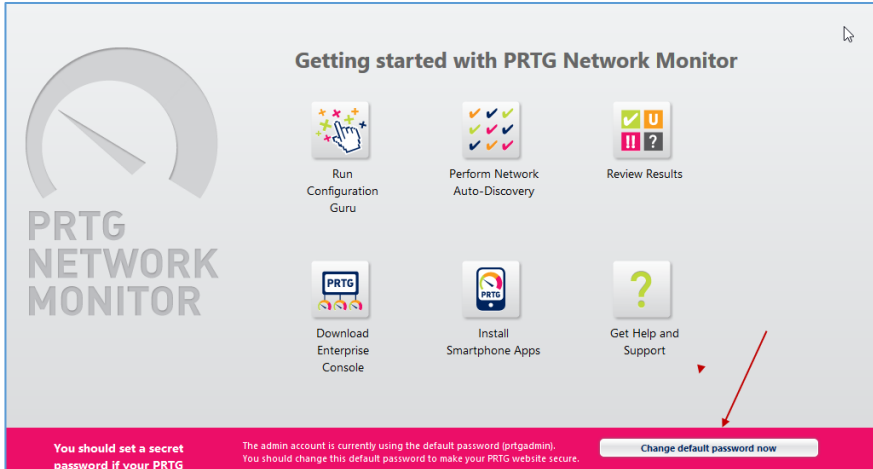 Getting started with PRTG Network Monitor
Run
Configuration
Guru
Perform Network
Auto-Discovery
U
!! ?
Review Results
PRTG
NETWORK
MONITOR
PRTG
Download
Enterprise
Console
PRTG
Install
Smartphone Apps
?
Get Help and
Support
You should set a secret
password if your PRTG
The admin account is currently using the default password (prtgadmin).
You should change this default password to make your PRTG website secure.
Change default password now